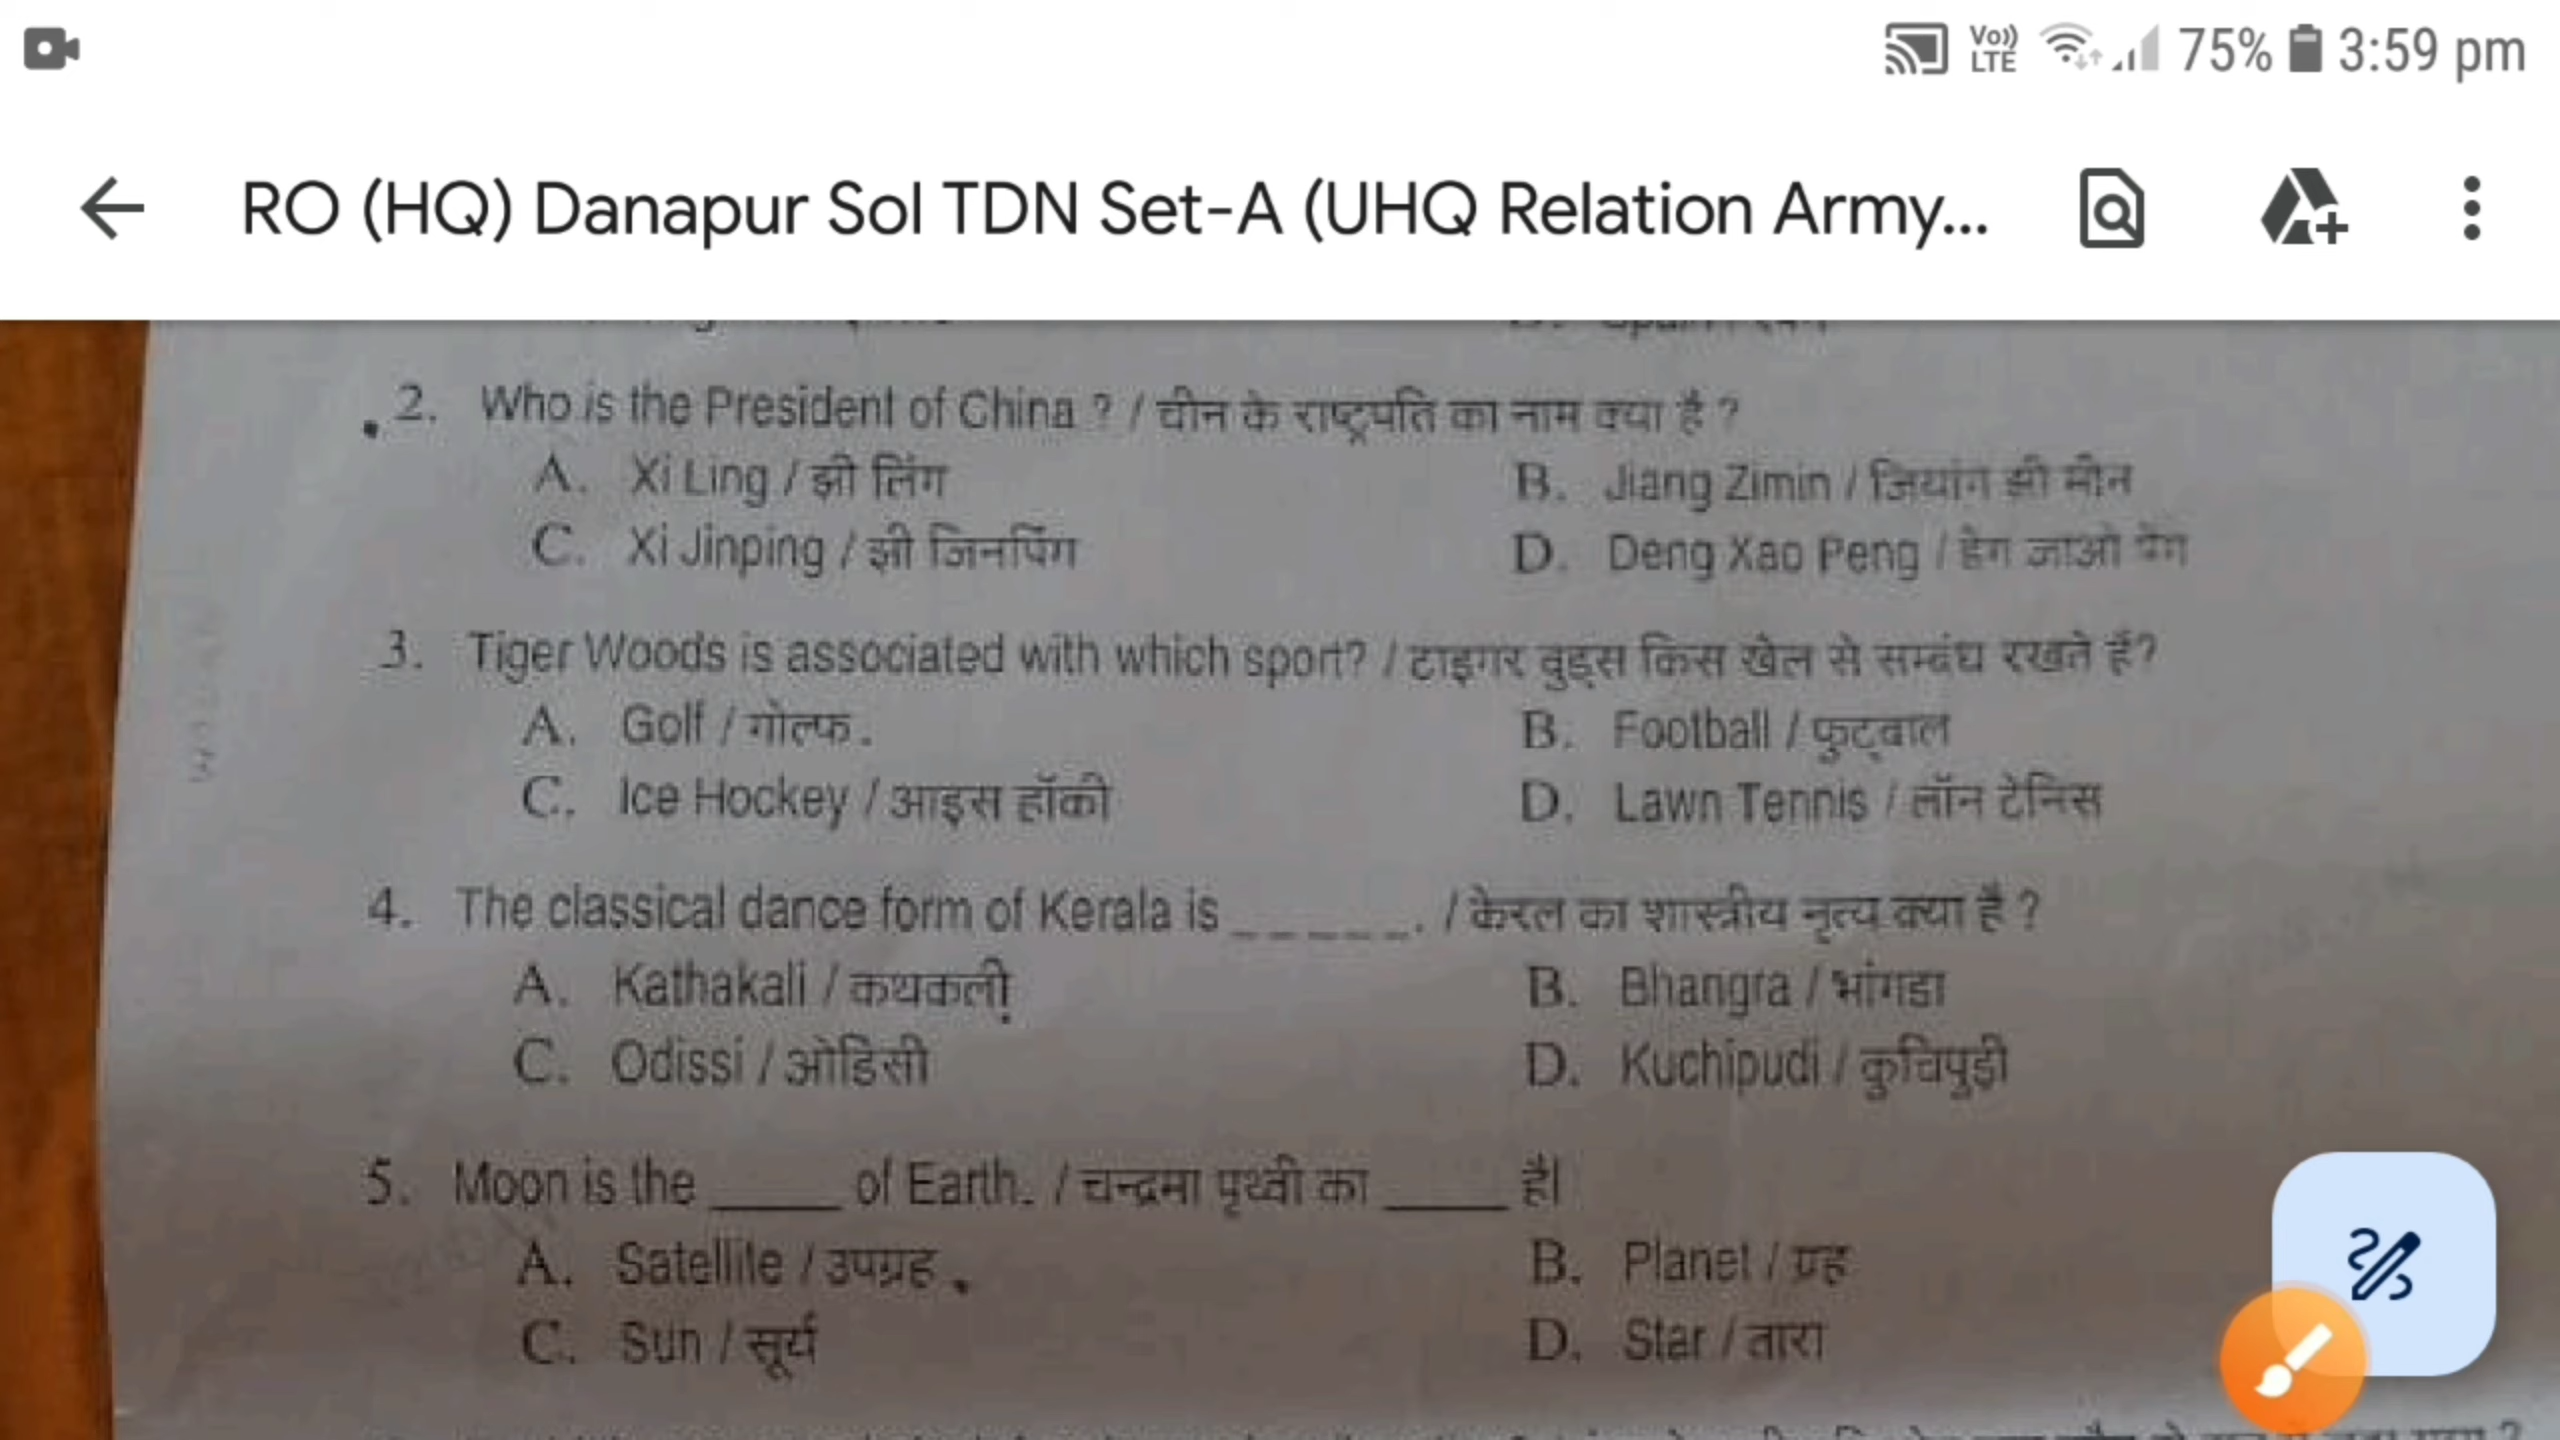 Vo)) LTE 75% 3:59 pm
RO (HQ) Danapur Sol TDN Set-A (UHQ Relation Army...
2. Who is the President of China ? / चीन के राष्ट्रपति का नाम क्या है ?
A. Xi Ling / झी लिंग B. Jiang Zimin / जियांग झी मीन
C. Xi Jinping / झी जिनपिंग D. Deng Xao Peng / डेग जाओ पेंग
3. Tiger Woods is associated with which sport? / टाइगर वुड्स किस खेल से सम्बंध रखते हैं?
A. Golf / गोल्फ . B. Football / फुट्बाल
C. Ice Hockey / आइस हॉकी D. Lawn Tennis / लॉन टेनिस
4. The classical dance form of Kerala is _ _ _ _ _. / केरल का शास्त्रीय नृत्य क्या है ?
A. Kathakali / कथकली B. Bhangra / भांगडा
C. Odissi / ओडिसी D. Kuchipudi / कुचिपुड़ी
5. Moon is the _____ of Earth. / चन्द्रमा पृथ्वी का _____ है।
A. Satellite / उपग्रह . B. Planet / ग्रह
C. Sun / सूर्य D. Star / तारा